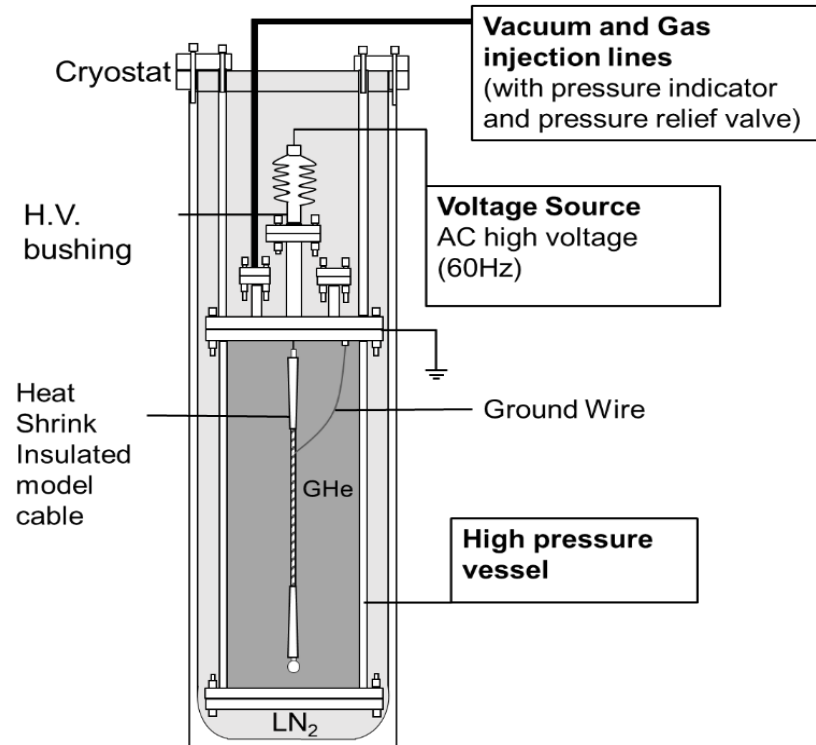 Vacuum and Gas
injection lines
(with pressure indicator
and pressure relief valve)
Cryostat
Voltage Source
AC high voltage
(60Hz)
H.V.
bushing
Heat
Shrink
Insulated
model
cable
Ground Wire
GHe
High pressure
vessel
LN₂